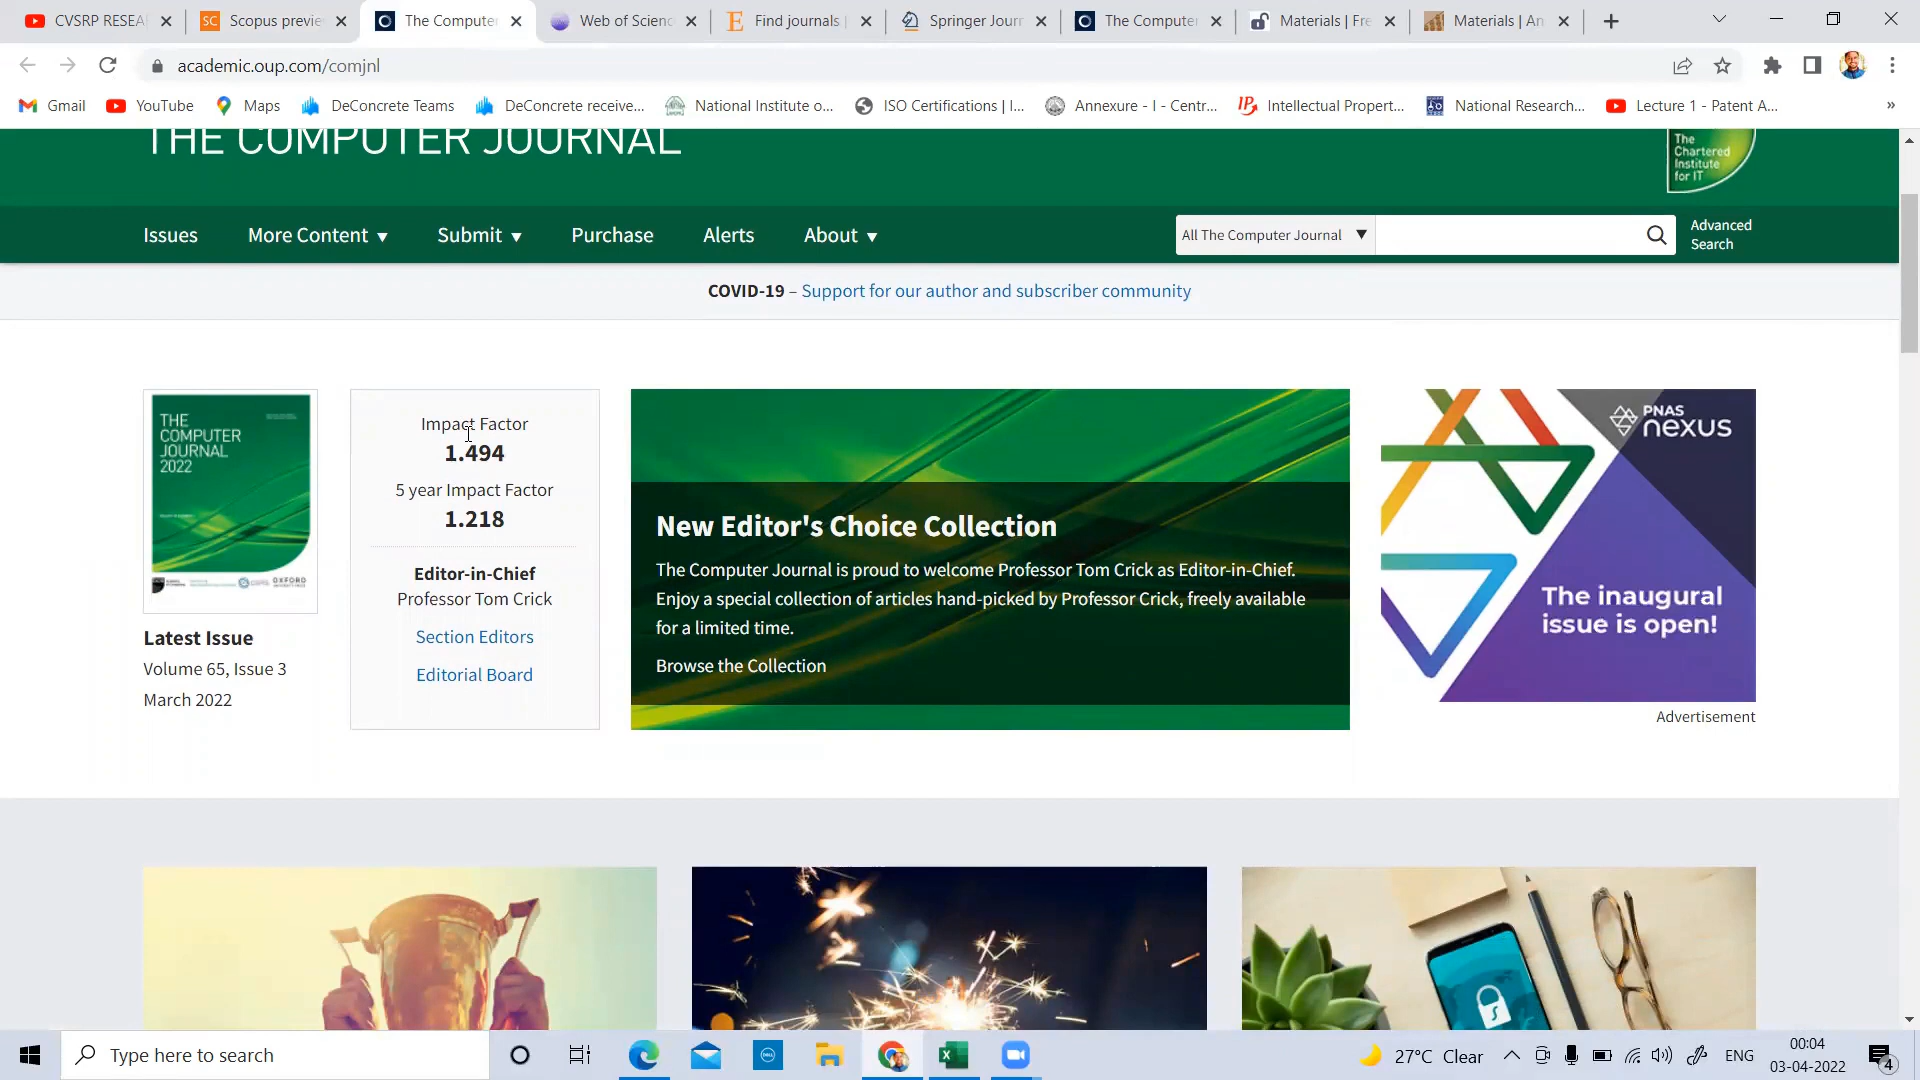 CVSRP RESEA
Scopus previe
The Compute
Web of Scienc
Find journals
Springer Journ
The Compute
Materials | Fre
Materials | An
academic.oup.com/comjnl
Gmail
YouTube
Maps
DeConcrete Teams
DeConcrete receive...
National Institute o...
ISO Certifications | I...
Annexure - I - Centr...
Intellectual Propert...
National Research...
Lecture 1 - Patent A...
THE COMPUTER JOURNAL
The
Chartered
Institute
for IT
Issues
More Content
Submit
Purchase
Alerts
About
All The Computer Journal
Advanced
Search
COVID-19 – Support for our author and subscriber community
THE
COMPUTER
JOURNAL
2022
OXFORD
Latest Issue
Volume 65, Issue 3
March 2022
Impact Factor
1.494
5 year Impact Factor
1.218
Editor-in-Chief
Professor Tom Crick
Section Editors
Editorial Board
New Editor's Choice Collection
The Computer Journal is proud to welcome Professor Tom Crick as Editor-in-Chief.
Enjoy a special collection of articles hand-picked by Professor Crick, freely available
for a limited time.
Browse the Collection
PNAS
nexus
The inaugural
issue is open!
Advertisement
Type here to search
27°C Clear
ENG
00:04
03-04-2022
4